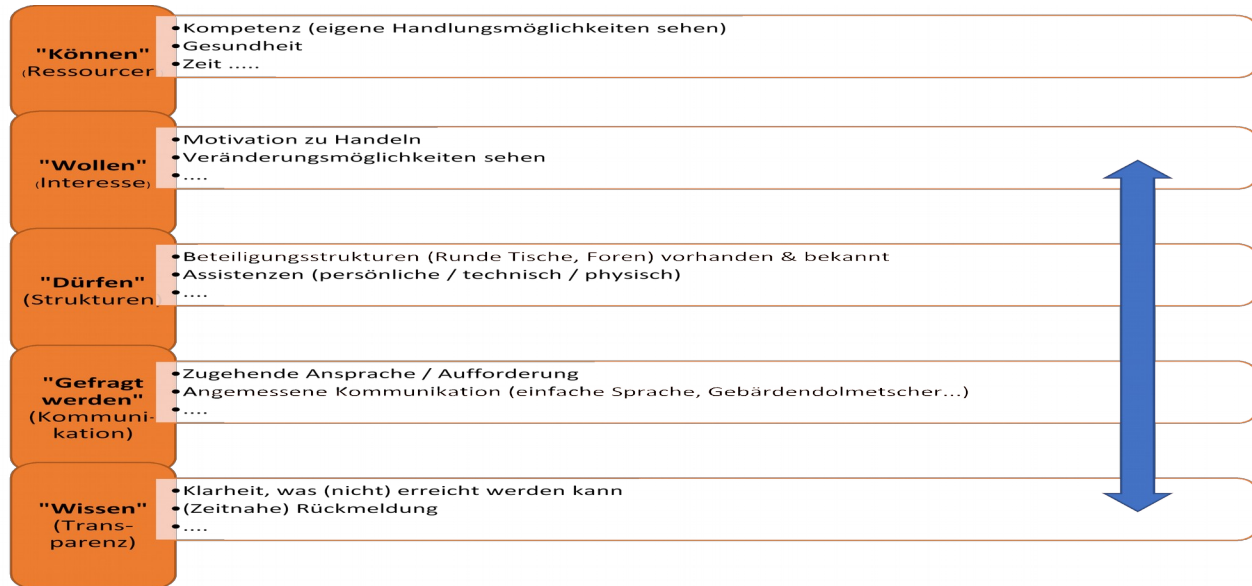 "Können"
(Ressourcen)
•Kompetenz (eigene Handlungsmöglichkeiten sehen)
•Gesundheit
•Zeit .....
"Wollen"
(Interesse)
•Motivation zu Handeln
•Veränderungsmöglichkeiten sehen
•....
"Dürfen"
(Strukturen)
•Beteiligungsstrukturen (Runde Tische, Foren) vorhanden & bekannt
•Assistenzen (persönliche / technisch / physisch)
•....
"Gefragt
werden"
(Kommuni-
kation)
•Zugehende Ansprache / Aufforderung
•Angemessene Kommunikation (einfache Sprache, Gebärdendolmetscher...)
•....
"Wissen"
(Trans-
parenz)
•Klarheit, was (nicht) erreicht werden kann
•(Zeitnahe) Rückmeldung
•....